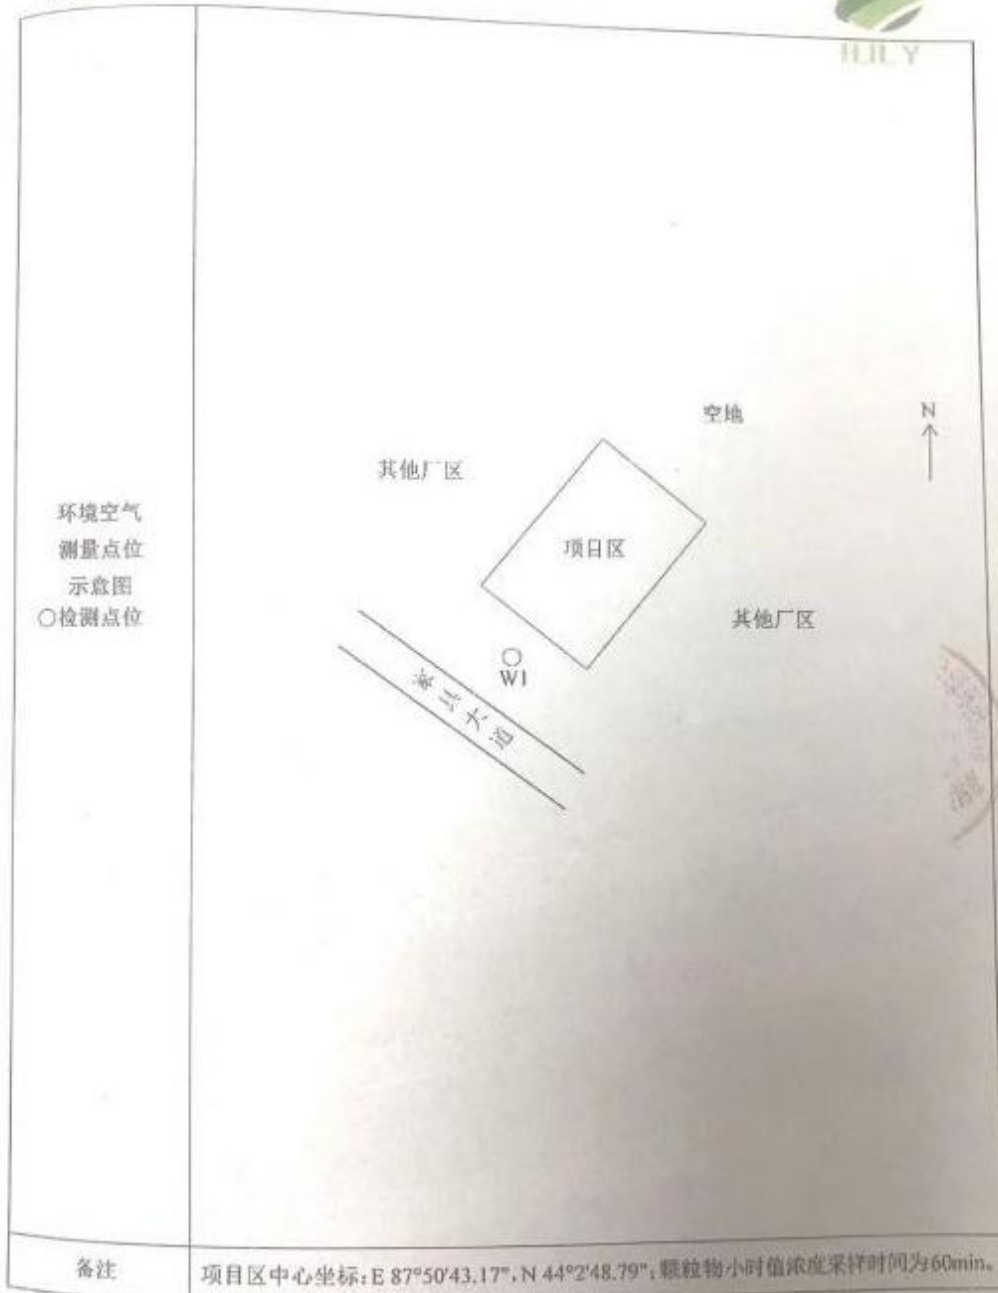 HJLY
空地
N
其他厂区
环境空气
测量点位
示意图
○检测点位
项目区
其他厂区
W1
大道
备注
项目区中心坐标:E 87°50'43.17",N 44°2'48.79";颗粒物小时值浓度采样时间为60min。